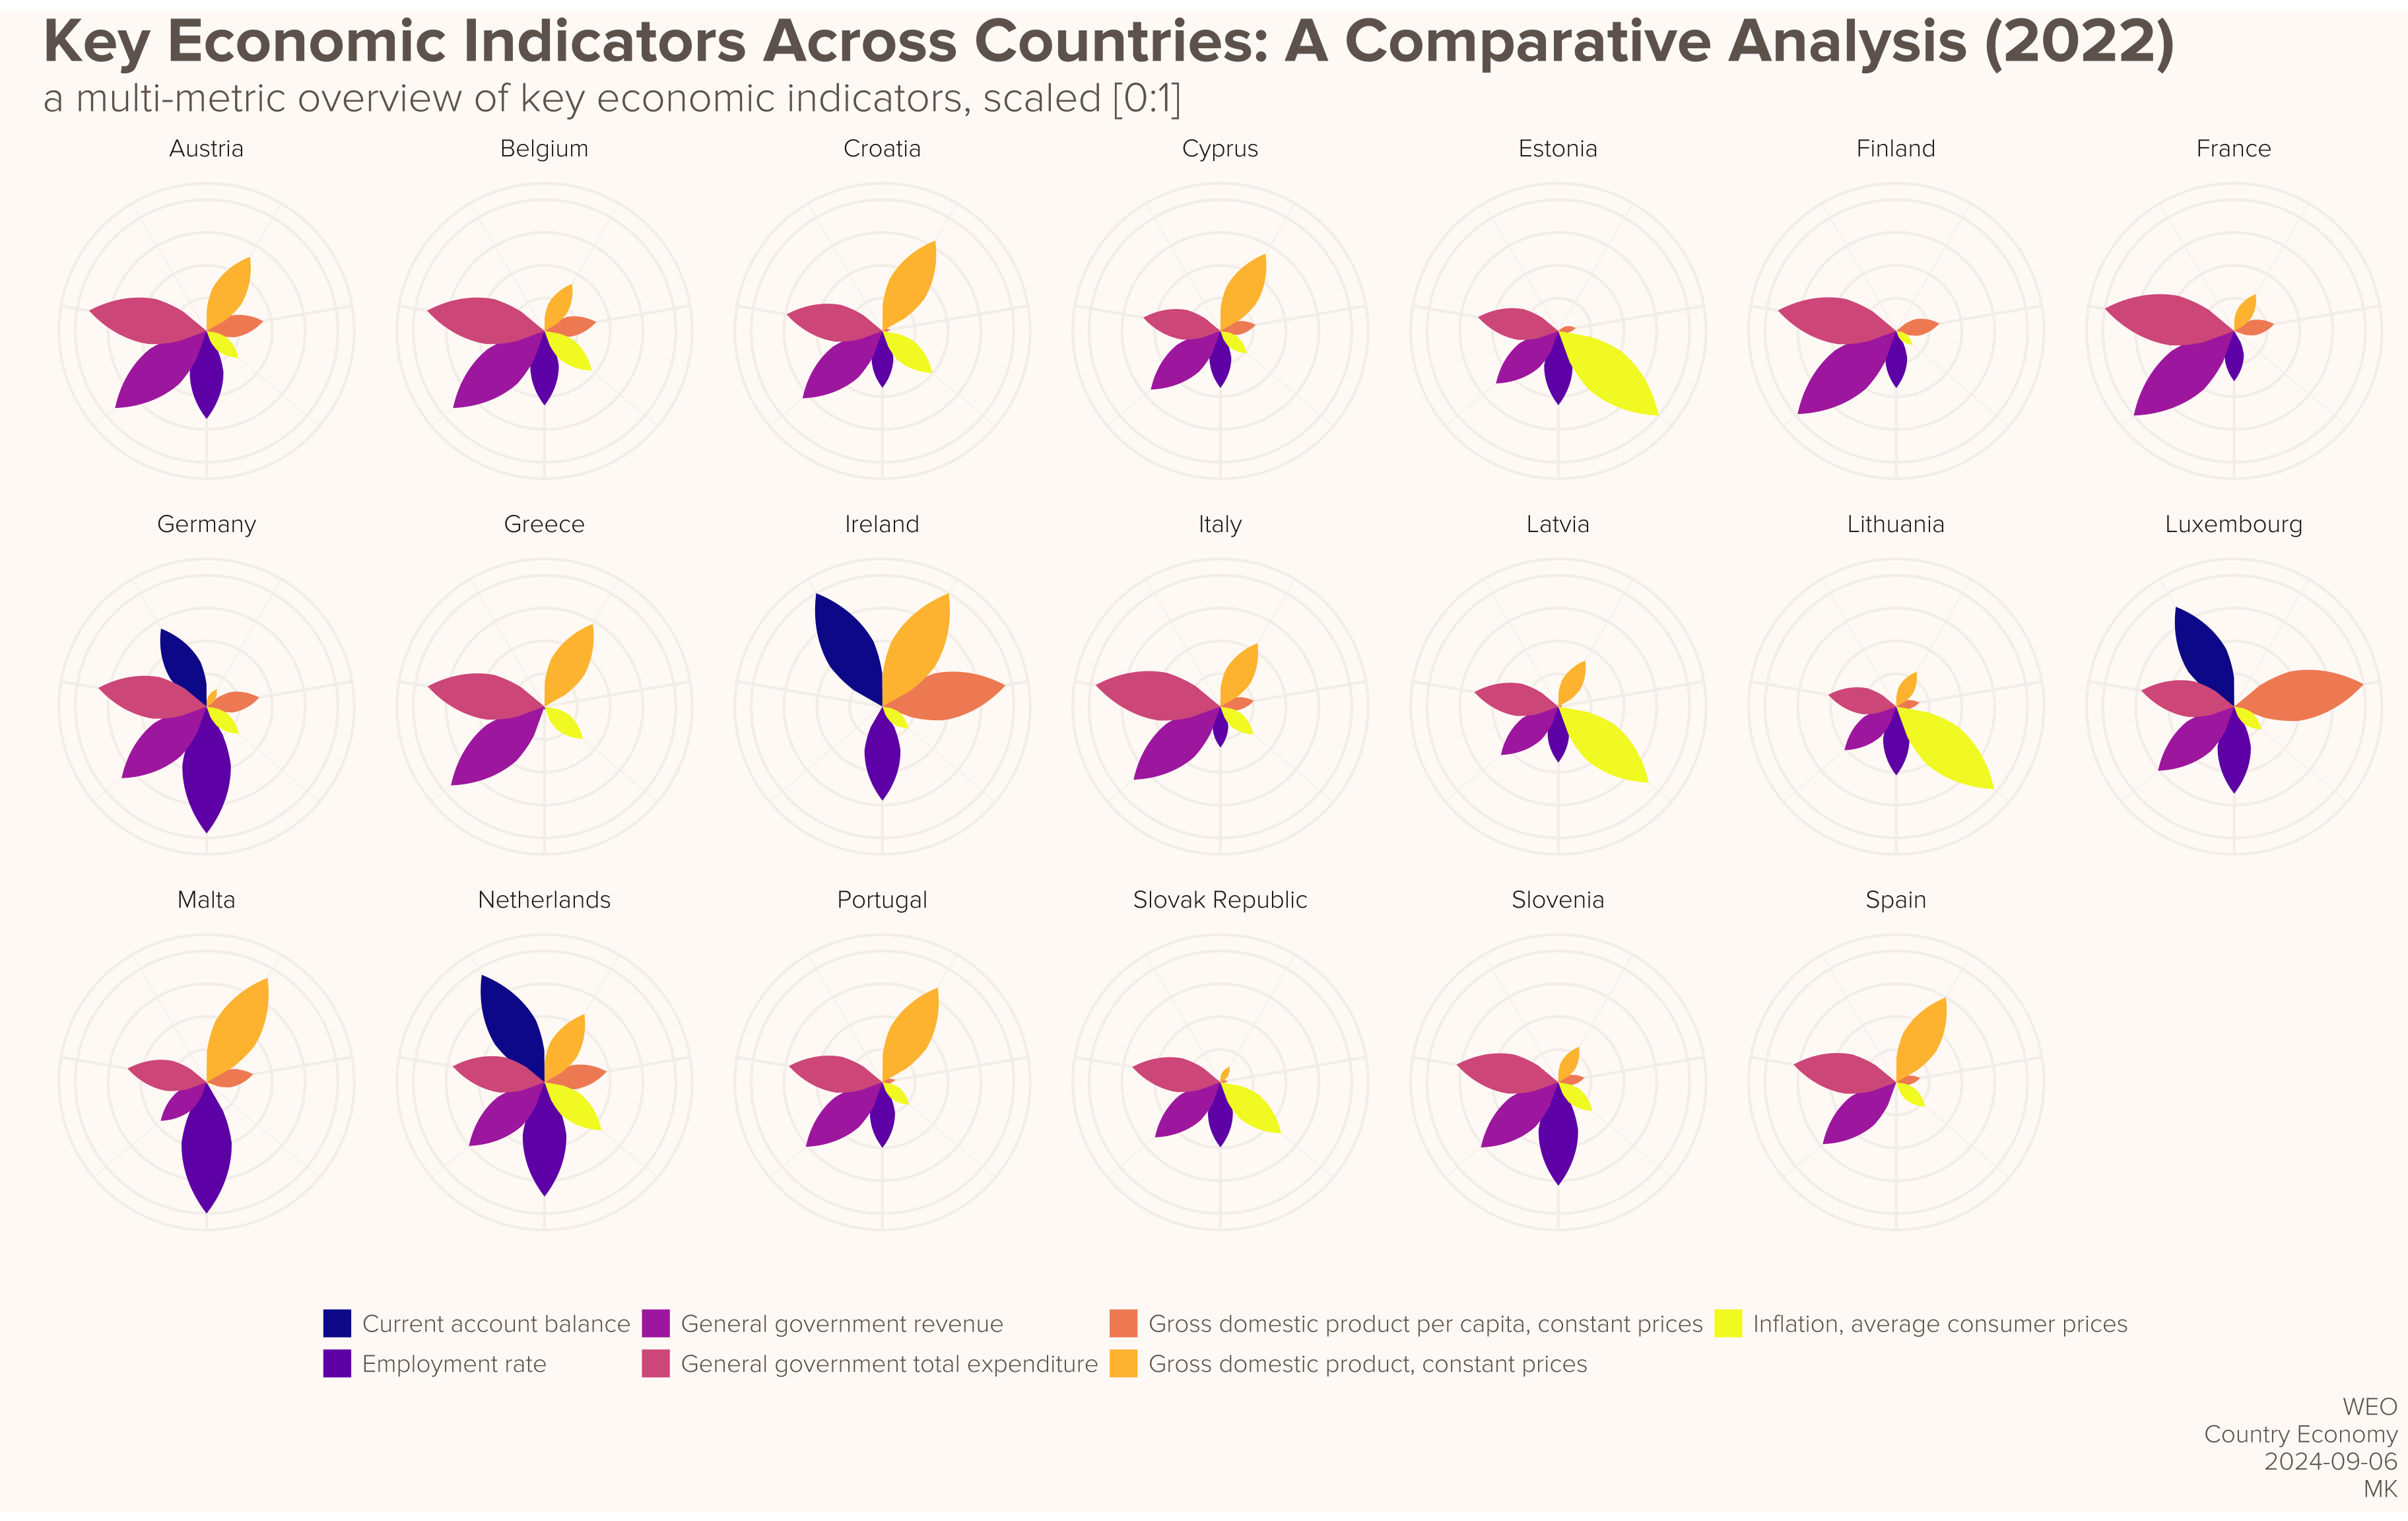 Key Economic Indicators Across Countries: A Comparative Analysis (2022)
a multi-metric overview of key economic indicators, scaled [0:1]
Austria
Belgium
Croatia
Cyprus
Estonia
Finland
France
Germany
Greece
Ireland
Italy
Latvia
Lithuania
Luxembourg
Malta
Netherlands
Portugal
Slovak Republic
Slovenia
Spain
Current account balance
General government revenue
Gross domestic product per capita, constant prices
Inflation, average consumer prices
Employment rate
General government total expenditure
Gross domestic product, constant prices
WEO
Country Economy
2024-09-06
MK